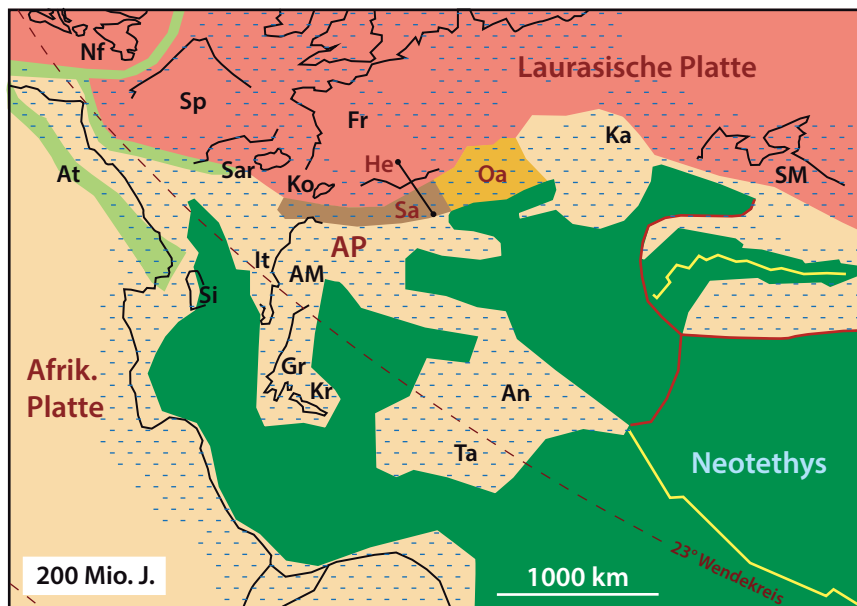 Nf
Laurasische Platte
Sp
Fr
Ka
At
Sar
He
Oa
SM
Ko
Sa
AP
It
AM
Si
Afrik.
Platte
Gr
Kr
An
Ta
Neotethys
23° Wendekreis
200 Mio. J.
1000 km